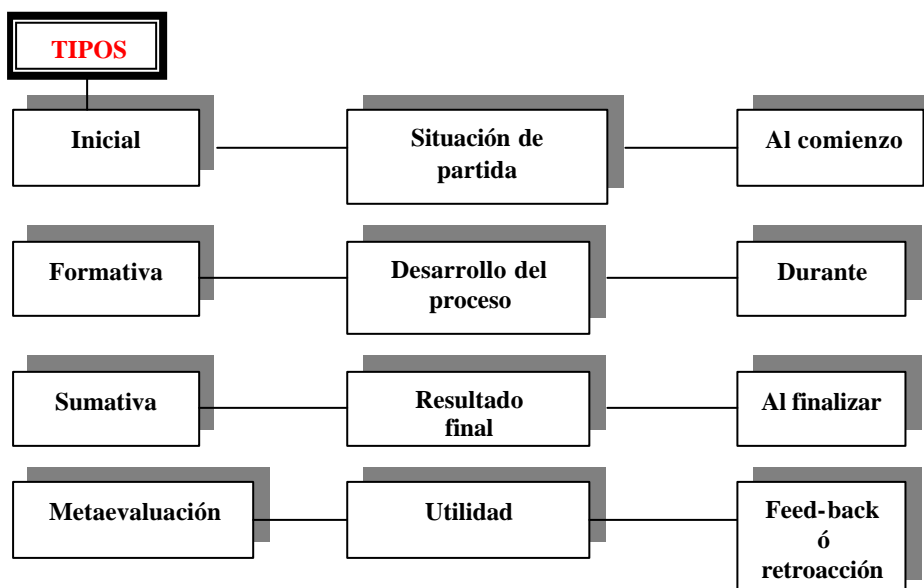 TIPOS
Inicial
Situación de
partida
Al comienzo
Formativa
Desarrollo del
proceso
Durante
Sumativa
Resultado
final
Al finalizar
Metaevaluación
Utilidad
Feed-back
ó
retroacción